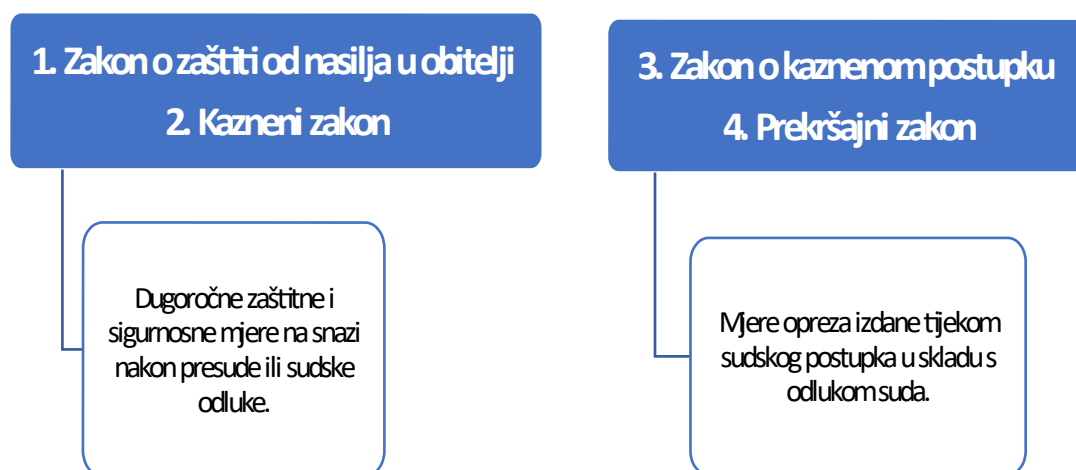 1. Zakon o zaštiti od nasilja u obitelji
2. Kazneni zakon
Dugoročne zaštitne i
sigurnosne mjere na snazi
nakon presude ili sudske
odluke.
3. Zakon o kaznenom postupku
4. Prekršajni zakon
Mjere opreza izdane tijekom
sudskog postupka u skladu s
odlukom suda.